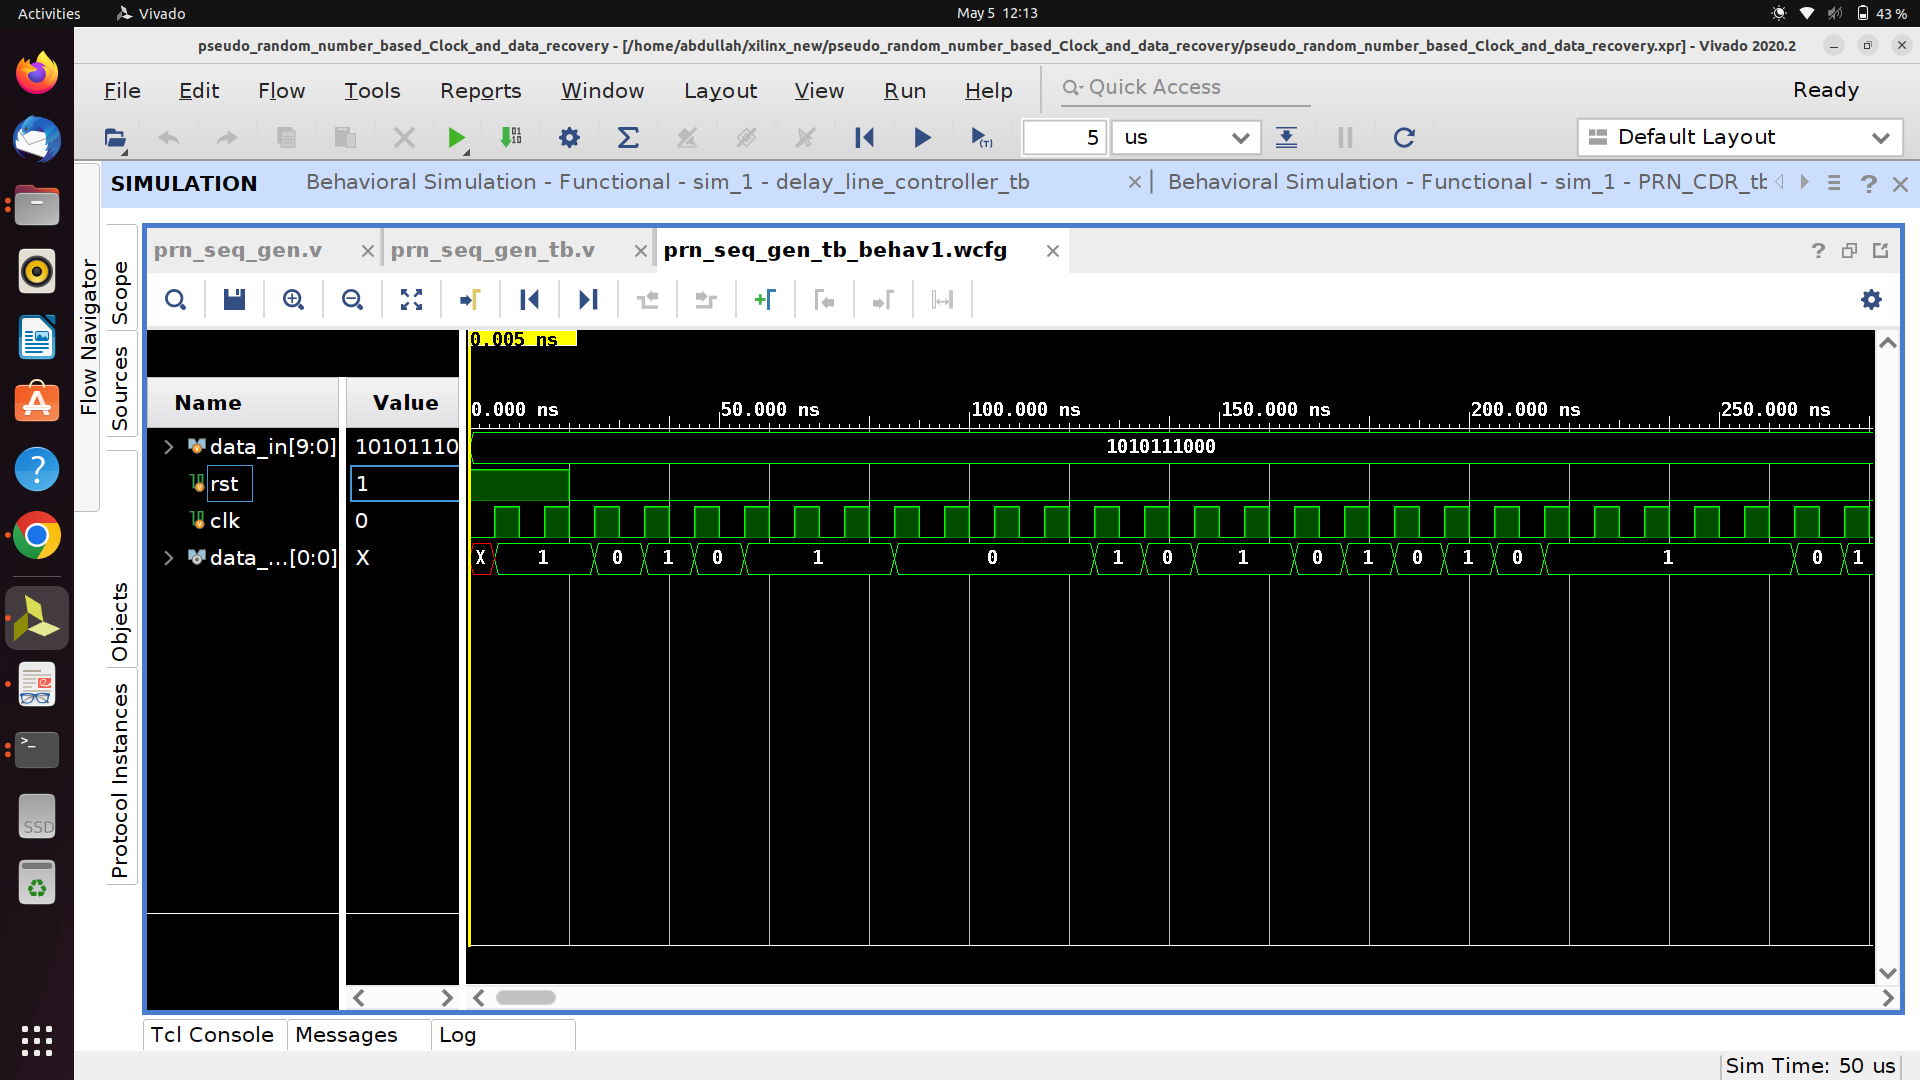 Activities Vivado May 5 12:13 43 %
pseudo_random_number_based_Clock_and_data_recovery - [/home/abdullah/xilinx_new/pseudo_random_number_based_Clock_and_data_recovery/pseudo_random_number_based_Clock_and_data_recovery.xpr] - Vivado 2020.2
File Edit Flow Tools Reports Window Layout View Run Help Quick Access Ready
5 us Default Layout
SIMULATION Behavioral Simulation - Functional - sim_1 - delay_line_controller_tb Behavioral Simulation - Functional - sim_1 - PRN_CDR_tb
Flow Navigator
Scope
Sources
Objects
Protocol Instances
prn_seq_gen.v prn_seq_gen_tb.v prn_seq_gen_tb_behav1.wcfg
0.005 ns
Name Value 0.000 ns 50.000 ns 100.000 ns 150.000 ns 200.000 ns 250.000 ns
data_in[9:0] 10101110 1010111000
rst 1
clk 0
data_...[0:0] X X 1 0 1 0 1 0 1 0 1 0 1 0 1 0 1 0 1
SSD
Tcl Console Messages Log
Sim Time: 50 us